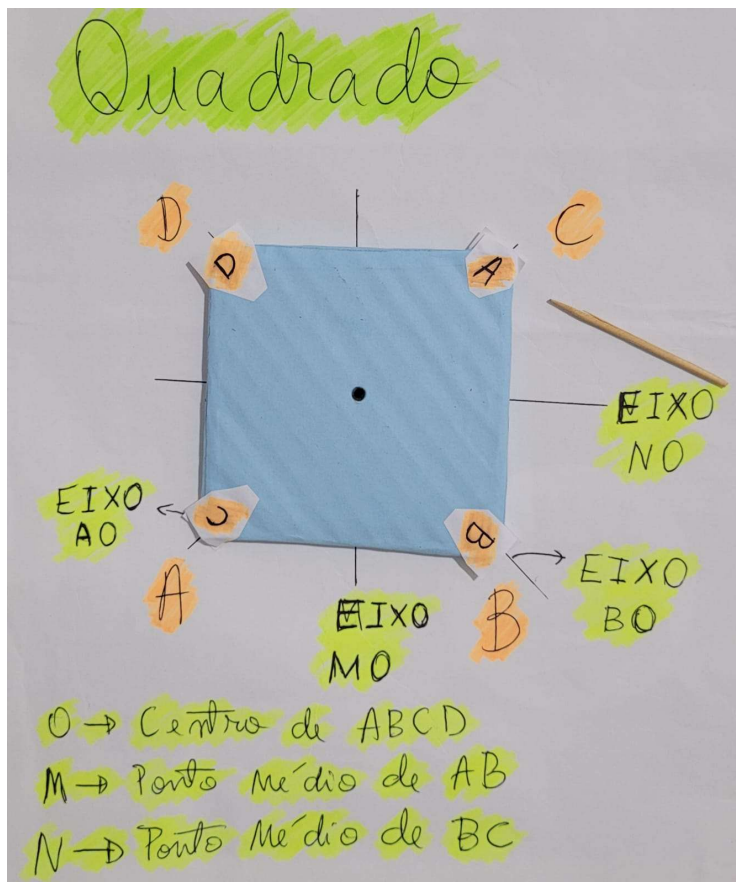 Quadrado
D
C
D
A
EIXO
NO
EIXO
AO
C
B
A
EIXO
MO
B
EIXO
BO
O → Centro de ABCD
M → Ponto Médio de AB
N → Ponto Médio de BC